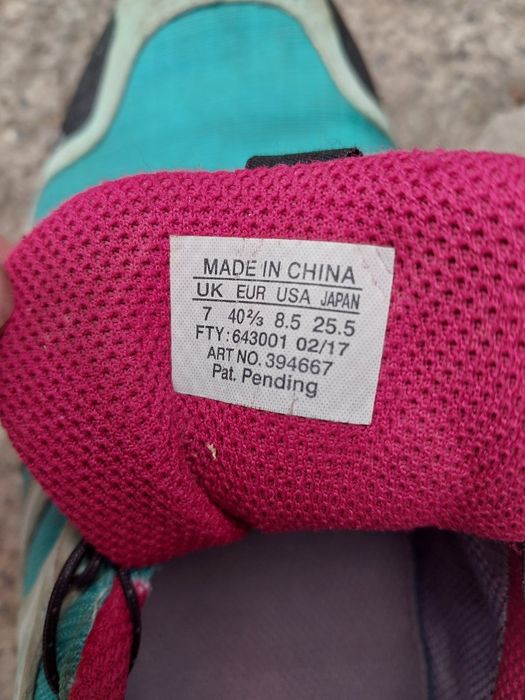 MADE IN CHINA
UK EUR USA JAPAN
7 40⅔ 8.5 25.5
FTY: 643001 02/17
ART NO. 394667
Pat. Pending